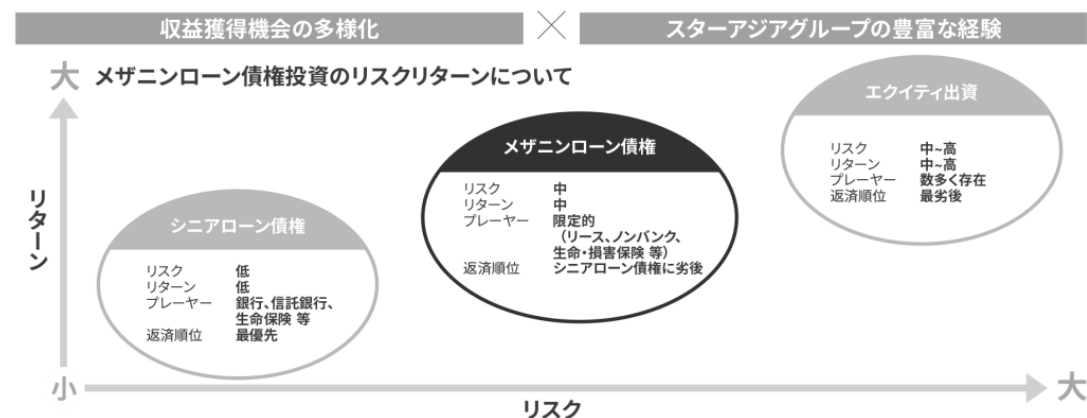 収益獲得機会の多様化
スターアジアグループの豊富な経験
大 メザニンローン債権投資のリスクリターンについて
リターン
シニアローン債権
リスク 低
リターン 低
プレーヤー 銀行、信託銀行、
生命保険 等
返済順位 最優先
メザニンローン債権
リスク 中
リターン 中
プレーヤー 限定的
（リース、ノンバンク、
生命・損害保険 等）
返済順位 シニアローン債権に劣後
エクイティ出資
リスク 中~高
リターン 中~高
プレーヤー 数多く存在
返済順位 最劣後
小
大
リスク